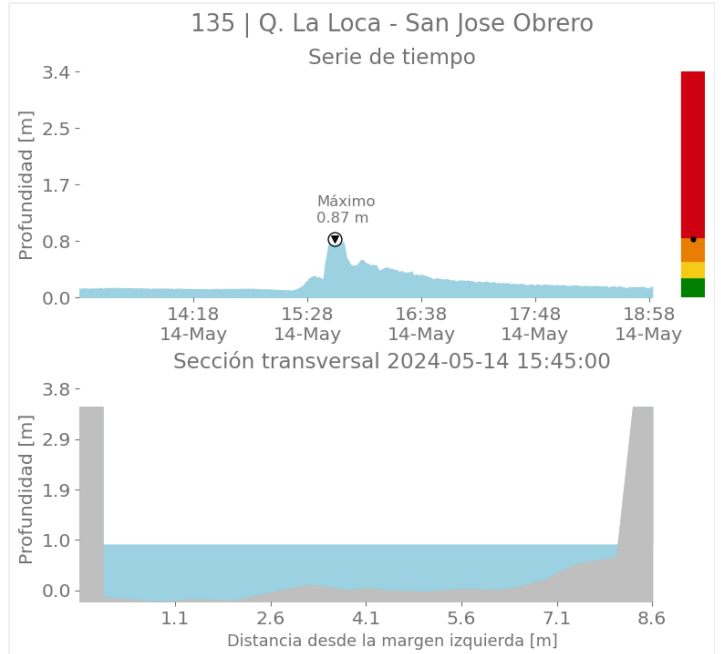 135 | Q. La Loca - San Jose Obrero
Serie de tiempo
Profundidad [m]
3.4
2.5
1.7
0.8
0.0
Máximo
0.87 m
14:18
14-May
15:28
14-May
16:38
14-May
17:48
14-May
18:58
14-May
Sección transversal 2024-05-14 15:45:00
Profundidad [m]
3.8
2.9
1.9
1.0
0.0
1.1
2.6
4.1
5.6
7.1
8.6
Distancia desde la margen izquierda [m]